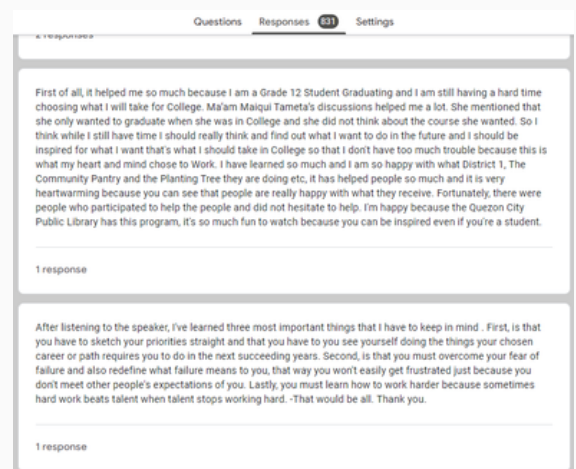 Questions Responses 831 Settings
2 responses
First of all, it helped me so much because I am a Grade 12 Student Graduating and I am still having a hard time
choosing what I will take for College. Ma'am Maiqui Tameta's discussions helped me a lot. She mentioned that
she only wanted to graduate when she was in College and she did not think about the course she wanted. So I
think while I still have time I should really think and find out what I want to do in the future and I should be
inspired for what I want that's what I should take in College so that I don't have too much trouble because this is
what my heart and mind chose to Work. I have learned so much and I am so happy with what District 1, The
Community Pantry and the Planting Tree they are doing etc, it has helped people so much and it is very
heartwarming because you can see that people are really happy with what they receive. Fortunately, there were
people who participated to help the people and did not hesitate to help. I'm happy because the Quezon City
Public Library has this program, it's so much fun to watch because you can be inspired even if you're a student.
1 response
After listening to the speaker, I've learned three most important things that I have to keep in mind . First, is that
you have to sketch your priorities straight and that you have to you see yourself doing the things your chosen
career or path requires you to do in the next succeeding years. Second, is that you must overcome your fear of
failure and also redefine what failure means to you, that way you won't easily get frustrated just because you
don't meet other people's expectations of you. Lastly, you must learn how to work harder because sometimes
hard work beats talent when talent stops working hard. -That would be all. Thank you.
1 response